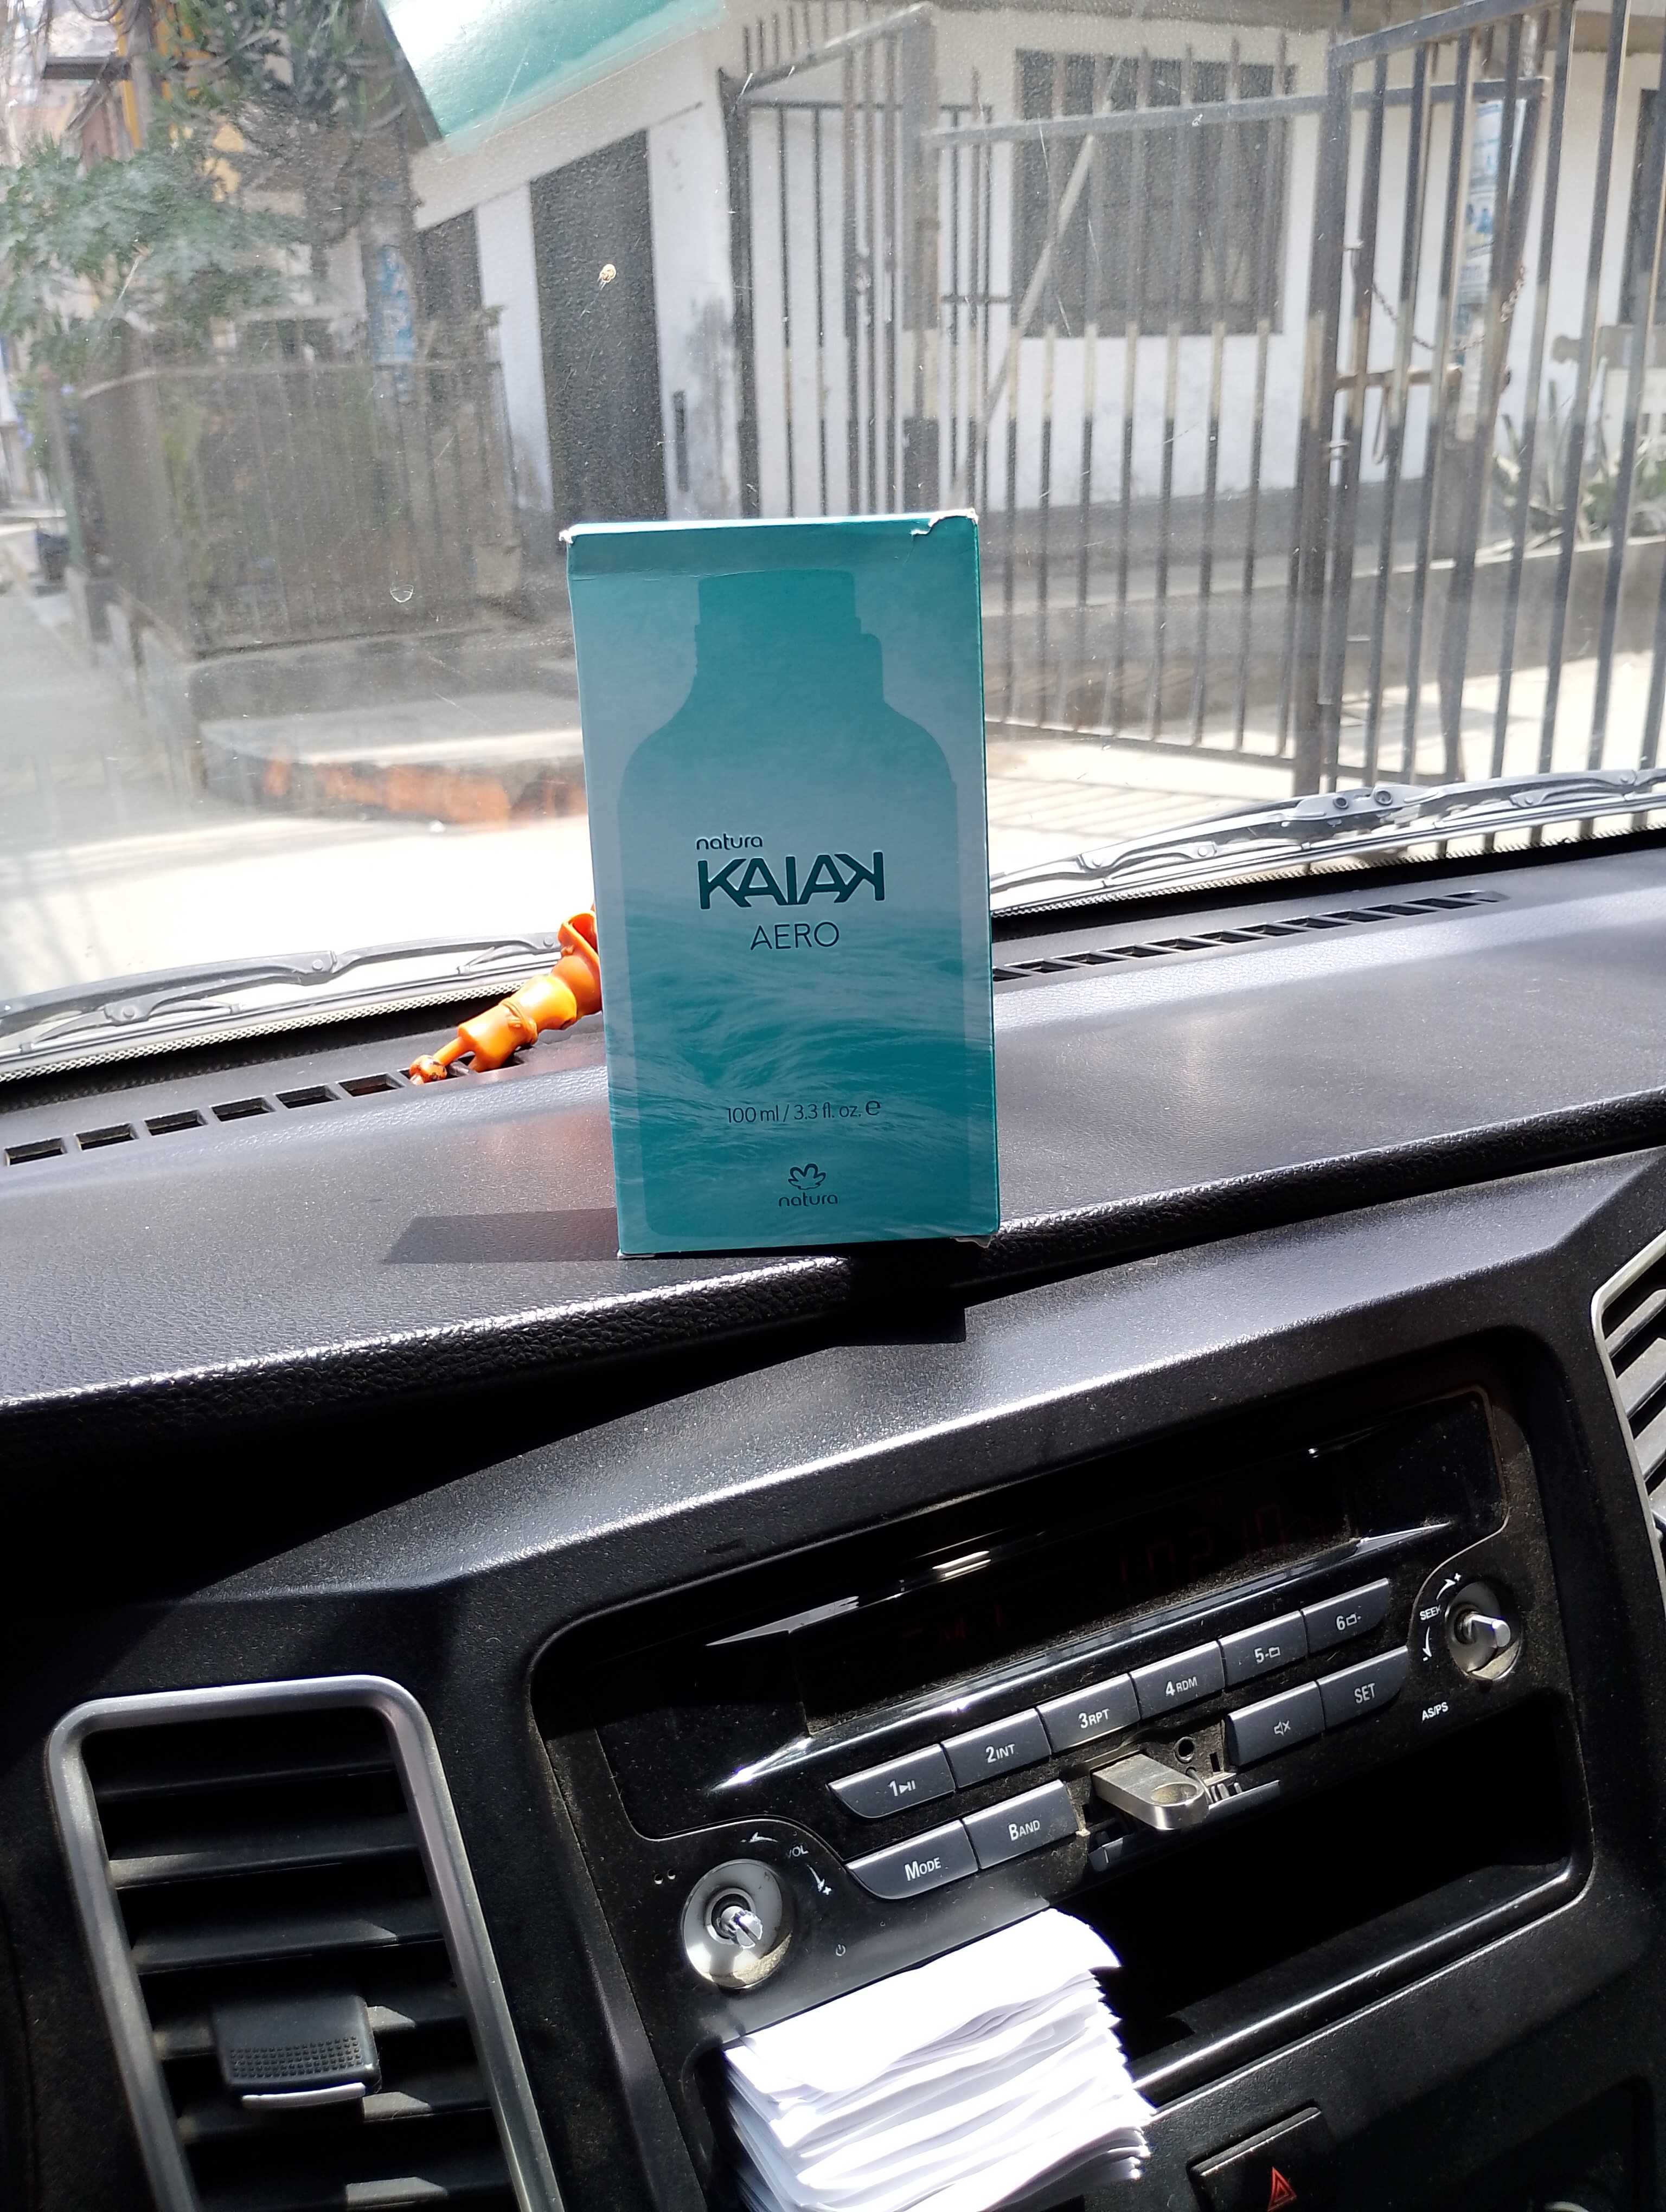 natura
KAIAK
AERO
100 ml / 3.3 fl. oz. e
natura
1
2 INT
3 RPT
4 RDM
5-
6
MODE
BAND
SET
VOL
SEEK
AS/PS